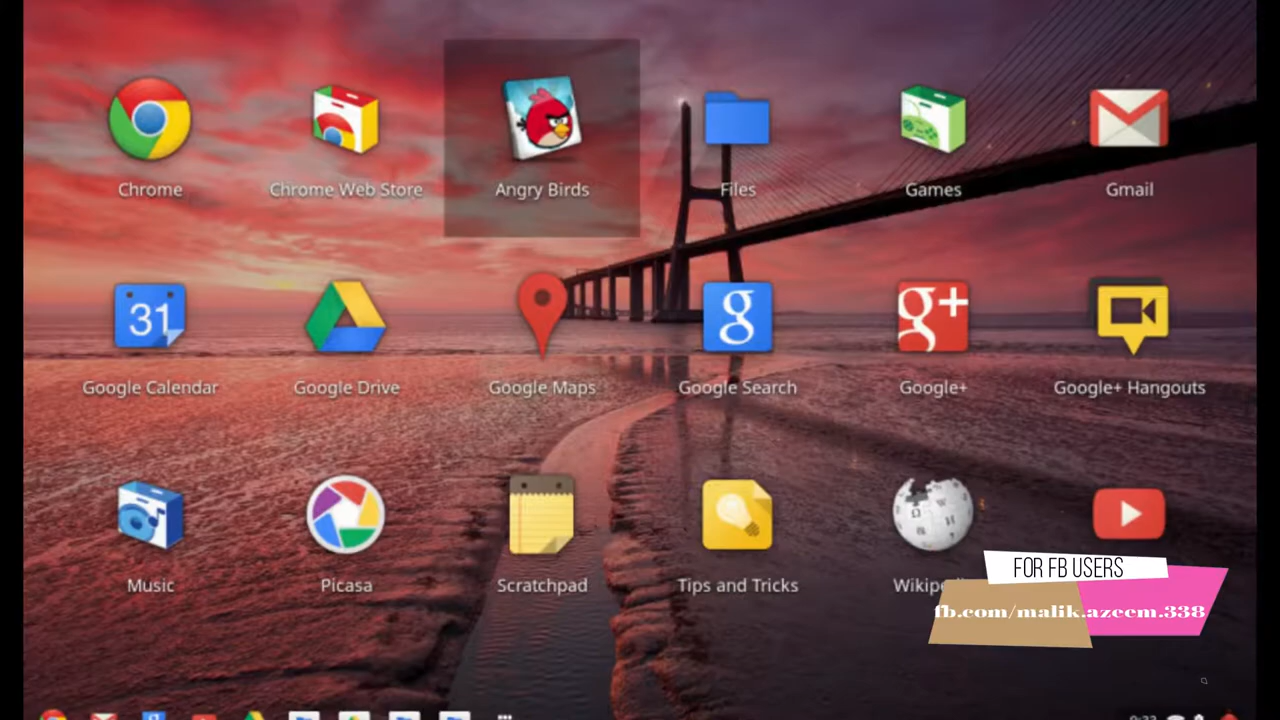 Chrome
Chrome Web Store
Angry Birds
Files
Games
Gmail
31
g
g+
Google Calendar
Google Drive
Google Maps
Google Search
Google+
Google+ Hangouts
Music
Picasa
Scratchpad
Tips and Tricks
FOR FB USERS
fb.com/malik.azeem.338